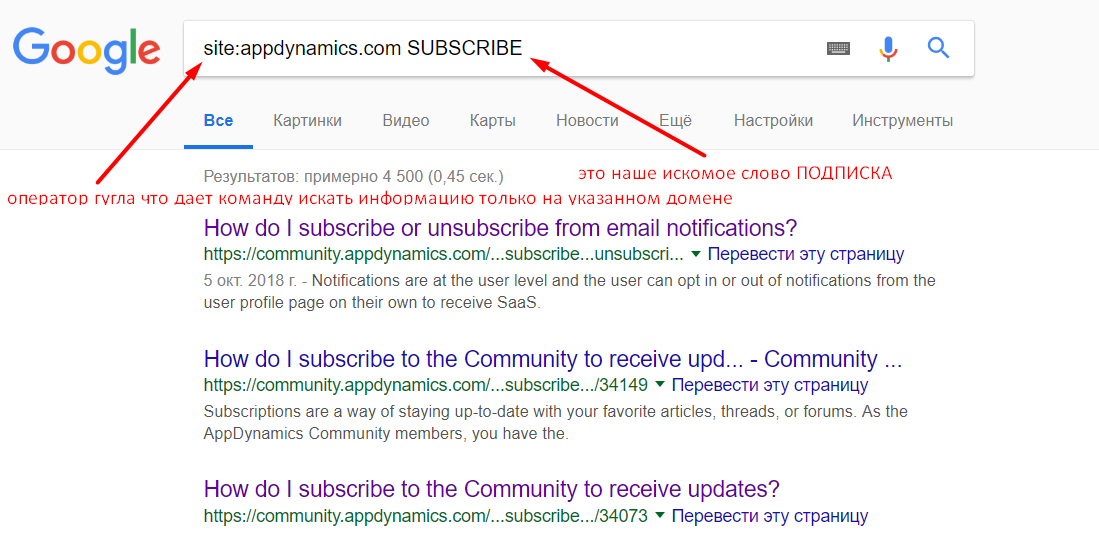 Google
site:appdynamics.com SUBSCRIBE
Все Картинки Видео Карты Новости Ещё Настройки Инструменты
Результатов: примерно 4 500 (0,45 сек.)
это наше искомое слово ПОДПИСКА
оператор гугла что дает команду искать информацию только на указанном домене
How do I subscribe or unsubscribe from email notifications?
https://community.appdynamics.com/...subscribe...unsubscri... Перевести эту страницу
5 окт. 2018 г. - Notifications are at the user level and the user can opt in or out of notifications from the
user profile page on their own to receive SaaS.
How do I subscribe to the Community to receive upd... - Community ...
https://community.appdynamics.com/...subscribe.../34149 Перевести эту страницу
Subscriptions are a way of staying up-to-date with your favorite articles, threads, or forums. As the
AppDynamics Community members, you have the.
How do I subscribe to the Community to receive updates?
https://community.appdynamics.com/...subscribe.../34073 Перевести эту страницу